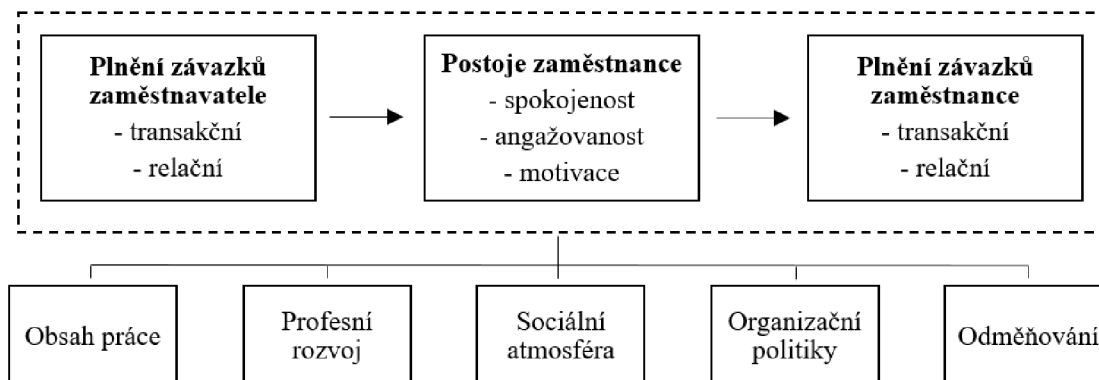 Plnění závazků
zaměstnavatele
- transakční
- relační
Postoje zaměstnance
- spokojenost
- angažovanost
- motivace
Plnění závazků
zaměstnance
- transakční
- relační
Obsah práce
Profesní
rozvoj
Sociální
atmosféra
Organizační
politiky
Odměňování